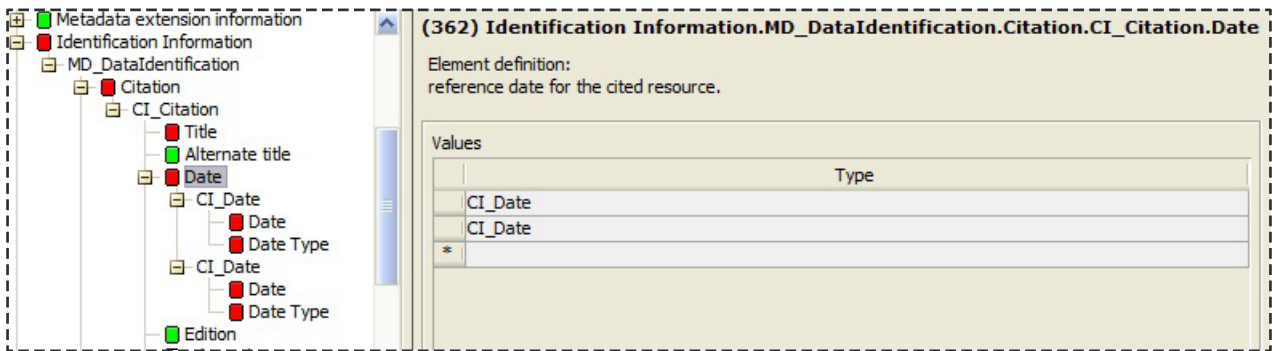 Metadata extension information
Identification Information
MD_DataIdentification
Citation
CI_Citation
Title
Alternate title
Date
CI_Date
Date
Date Type
CI_Date
Date
Date Type
Edition
(362) Identification Information.MD_DataIdentification.Citation.CI_Citation.Date
Element definition:
reference date for the cited resource.
Values
Type
CI_Date
CI_Date
*